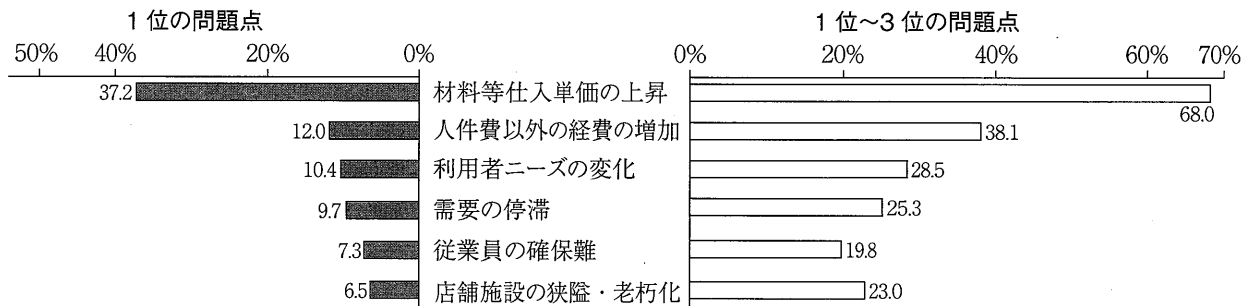 1位の問題点 1位～3位の問題点
50% 40% 20% 0% 0% 20% 40% 60% 70%
37.2 材料等仕入単価の上昇 68.0
12.0 人件費以外の経費の増加 38.1
10.4 利用者ニーズの変化 28.5
9.7 需要の停滞 25.3
7.3 従業員の確保難 19.8
6.5 店舗施設の狭隘・老朽化 23.0